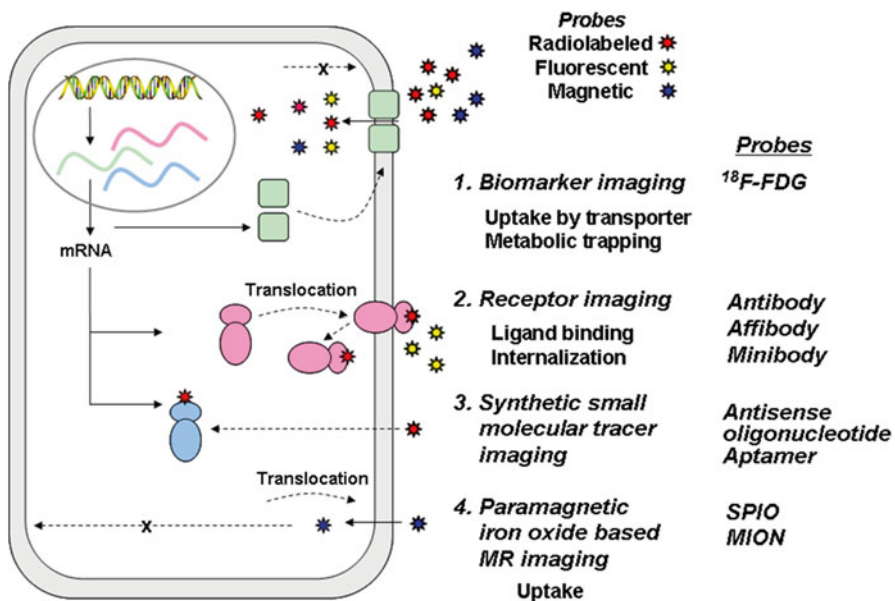 Probes
Radiolabeled
Fluorescent
Magnetic
x
Probes
1. Biomarker imaging
18F-FDG
Uptake by transporter
Metabolic trapping
mRNA
Translocation
2. Receptor imaging
Antibody
Ligand binding
Affibody
Internalization
Minibody
3. Synthetic small
molecular tracer
imaging
Antisense
oligonucleotide
Aptamer
Translocation
x
4. Paramagnetic
iron oxide based
MR imaging
SPIO
MION
Uptake